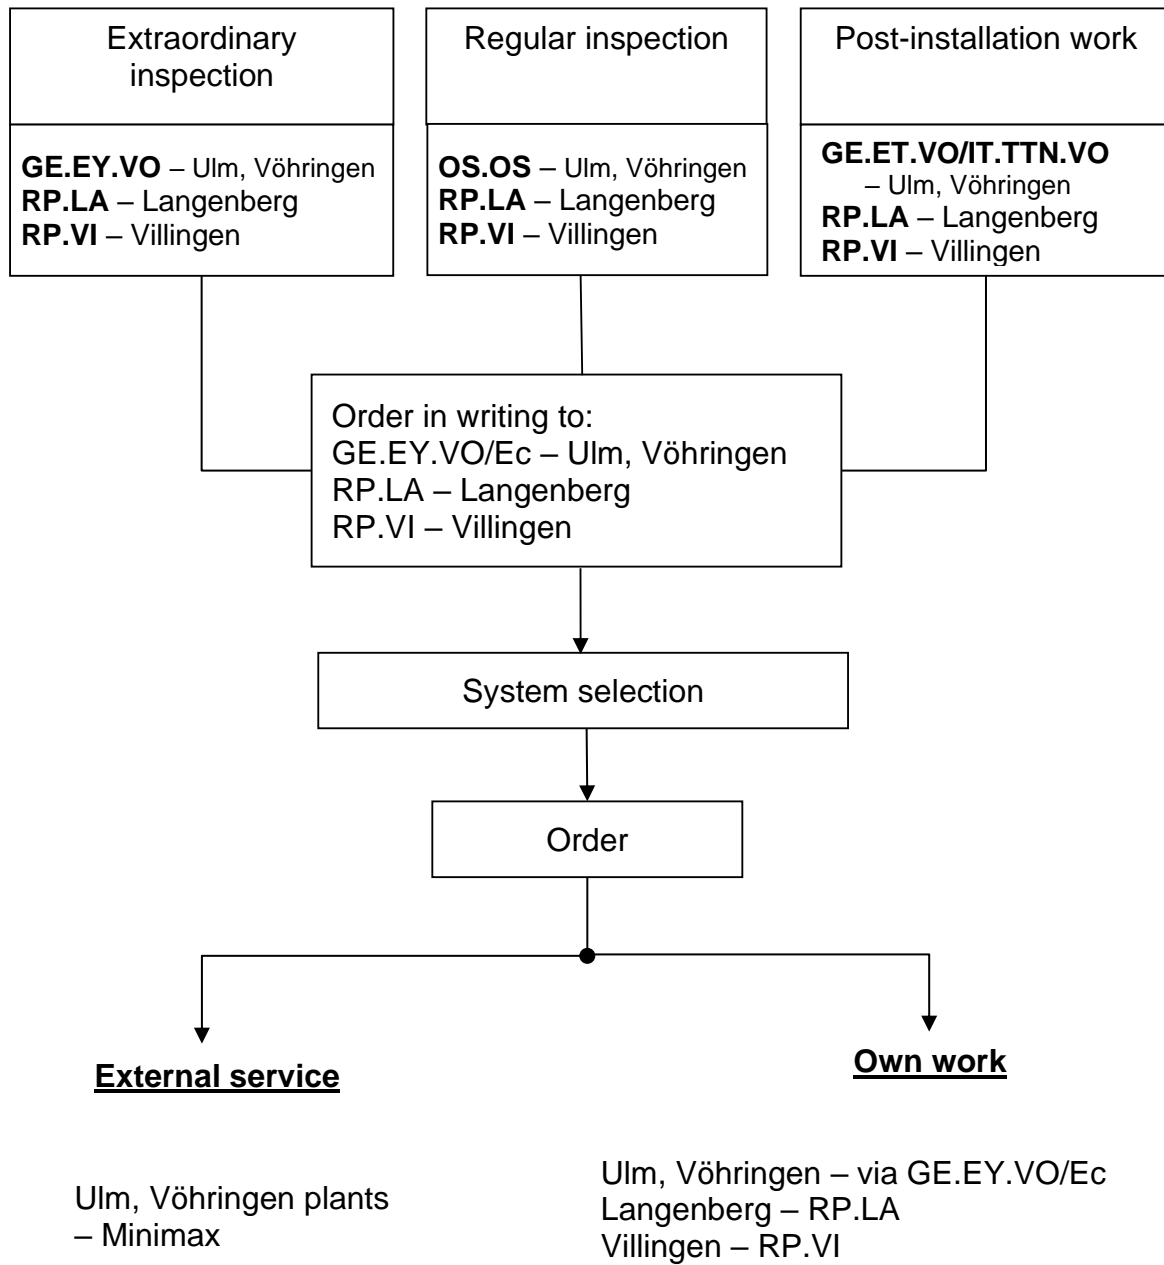 Extraordinary
inspection
GE.EY.VO – Ulm, Vöhringen
RP.LA – Langenberg
RP.VI – Villingen
Regular inspection
OS.OS – Ulm, Vöhringen
RP.LA – Langenberg
RP.VI – Villingen
Post-installation work
GE.ET.VO/IT.TTN.VO
– Ulm, Vöhringen
RP.LA – Langenberg
RP.VI – Villingen
Order in writing to:
GE.EY.VO/Ec – Ulm, Vöhringen
RP.LA – Langenberg
RP.VI – Villingen
System selection
Order
External service
Ulm, Vöhringen plants
– Minimax
Own work
Ulm, Vöhringen – via GE.EY.VO/Ec
Langenberg – RP.LA
Villingen – RP.VI